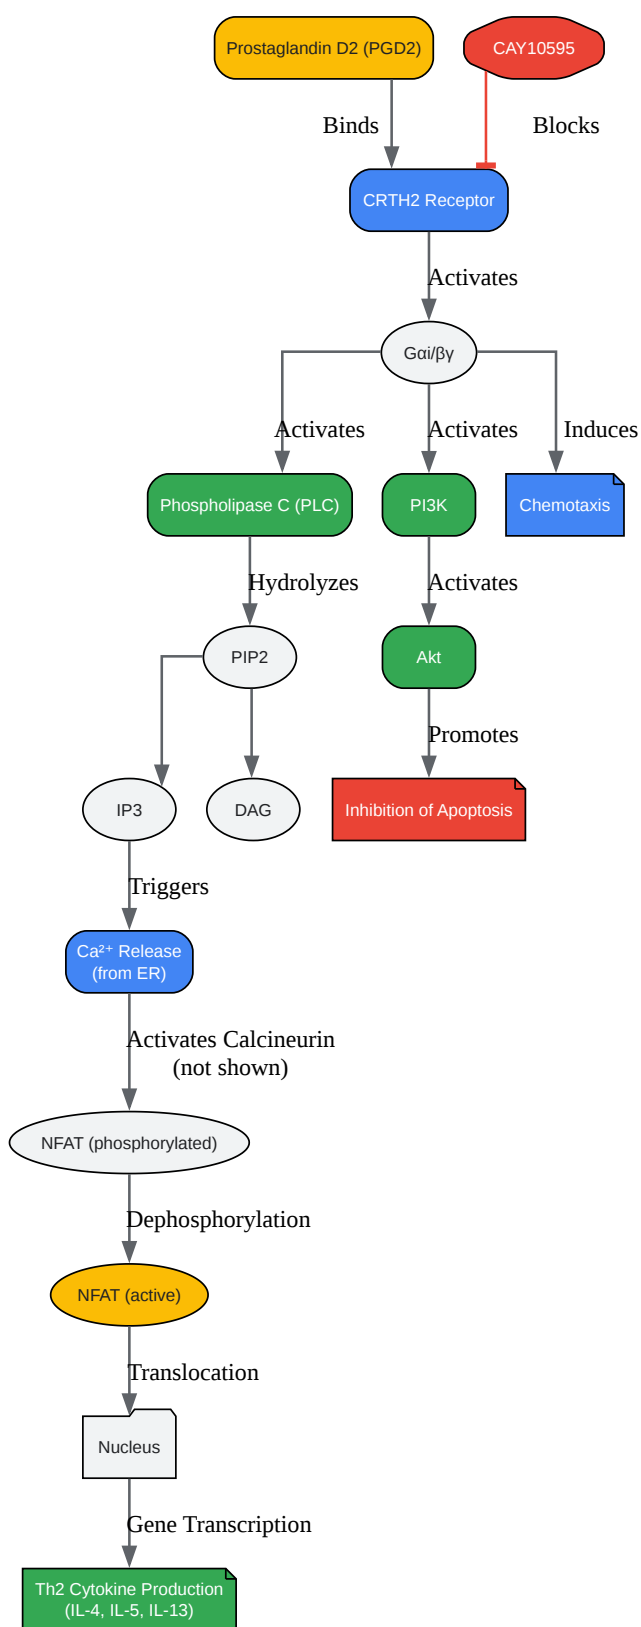 Prostaglandin D2 (PGD2)
CAY10595
Binds
Blocks
CRTH2 Receptor
Activates
Gαi/βγ
Activates
Activates
Induces
Phospholipase C (PLC)
PI3K
Chemotaxis
Hydrolyzes
Activates
PIP2
Akt
Promotes
IP3
DAG
Inhibition of Apoptosis
Triggers
Ca²⁺ Release
(from ER)
Activates Calcineurin
(not shown)
NFAT (phosphorylated)
Dephosphorylation
NFAT (active)
Translocation
Nucleus
Gene Transcription
Th2 Cytokine Production
(IL-4, IL-5, IL-13)